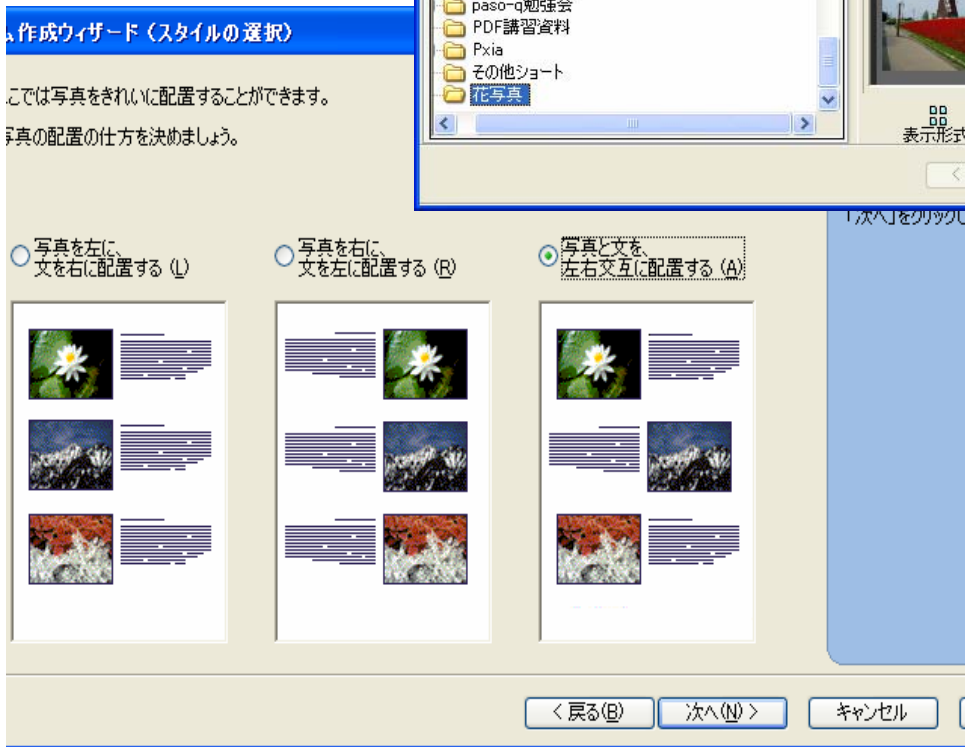 paso-q勉強会
PDF講習資料
Pxia
その他ショート
花写真
表示形式
ム作成ウィザード（スタイルの選択）
こでは写真をきれいに配置することができます。
写真の配置の仕方を決めましょう。
「次へ」をクリックし
写真を左に、
文を右に配置する (L)
写真を右に、
文を左に配置する (R)
写真と文を、
左右交互に配置する (A)
< 戻る(B)
次へ(N) >
キャンセル